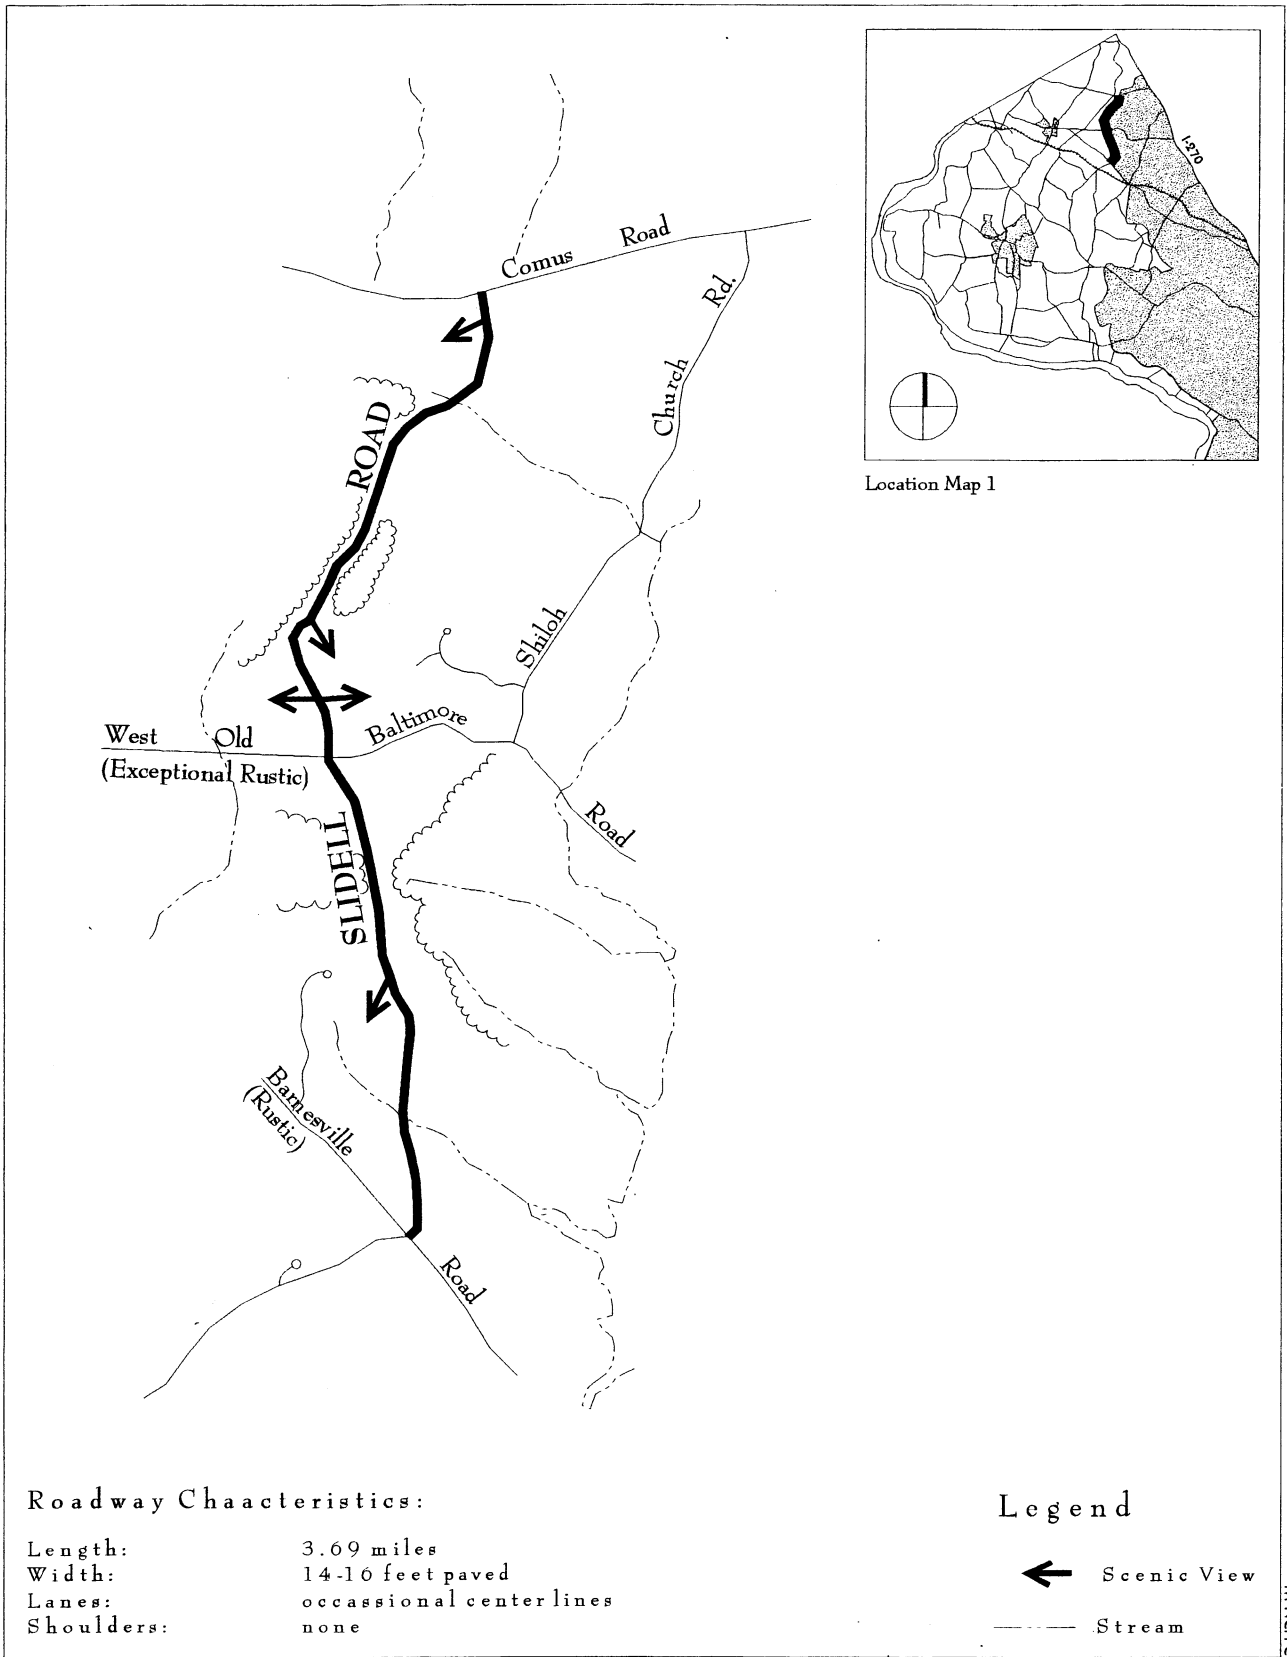 I-270
Location Map 1
Comus Road
Church Rd.
ROAD
Shiloh
Baltimore
West Old
(Exceptional Rustic)
Road
SLIDELL
Barnesville
(Rustic)
Road
Roadway Chaacteristics:
Length: 3.69 miles
Width: 14-16 feet paved
Lanes: occassional center lines
Shoulders: none
Legend
Scenic View
Stream